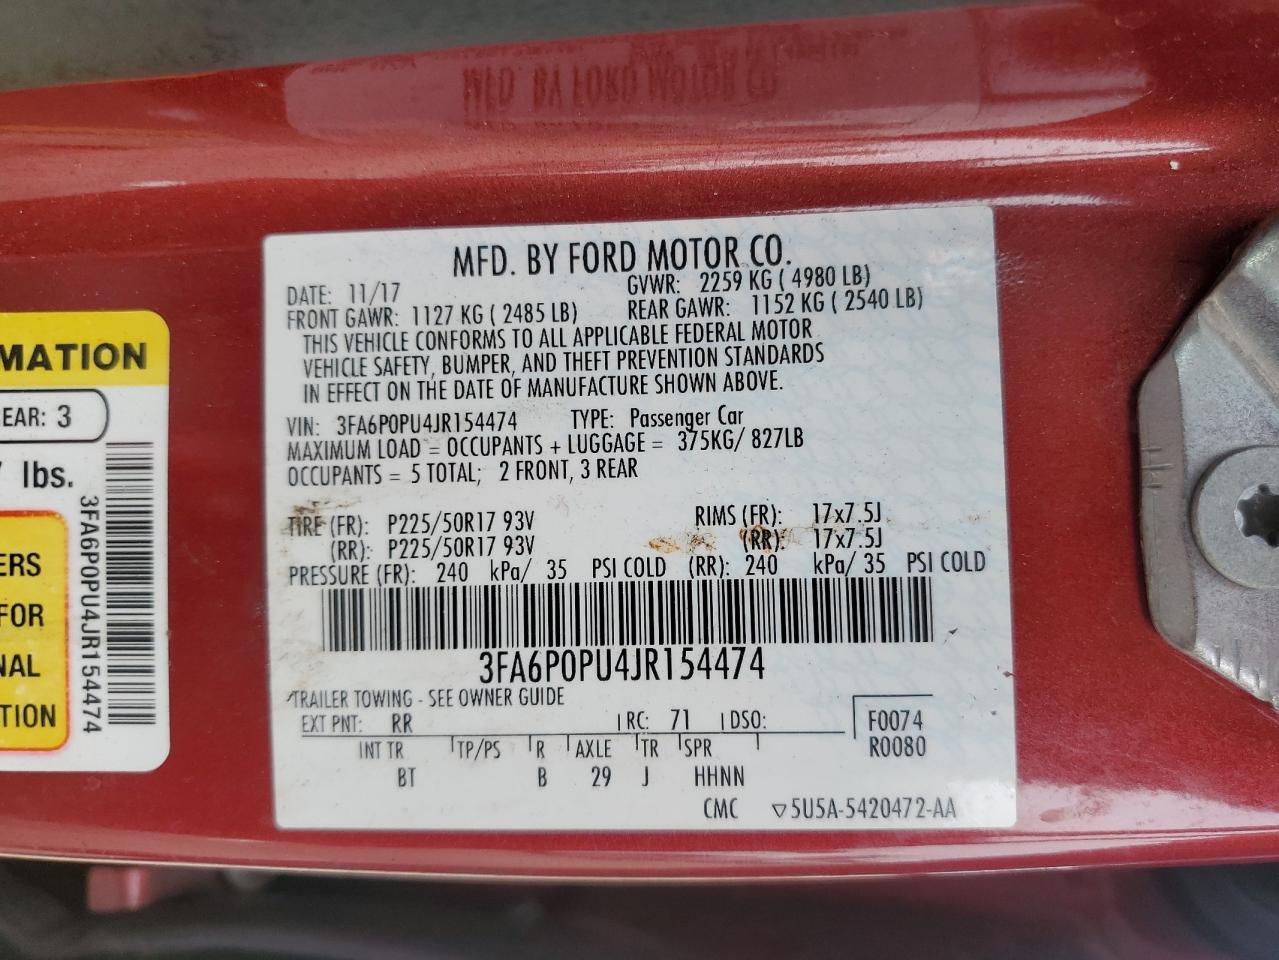 MFD. BY FORD MOTOR CO.
DATE: 11/17 GVWR: 2259 KG ( 4980 LB)
FRONT GAWR: 1127 KG ( 2485 LB) REAR GAWR: 1152 KG ( 2540 LB)
THIS VEHICLE CONFORMS TO ALL APPLICABLE FEDERAL MOTOR
VEHICLE SAFETY, BUMPER, AND THEFT PREVENTION STANDARDS
IN EFFECT ON THE DATE OF MANUFACTURE SHOWN ABOVE.
VIN: 3FA6P0PU4JR154474 TYPE: Passenger Car
MAXIMUM LOAD = OCCUPANTS + LUGGAGE = 375KG/ 827LB
OCCUPANTS = 5 TOTAL; 2 FRONT, 3 REAR
TIRE (FR): P225/50R17 93V RIMS (FR): 17x7.5J
(RR): P225/50R17 93V (RR): 17x7.5J
PRESSURE (FR): 240 kPa/ 35 PSI COLD (RR): 240 kPa/ 35 PSI COLD
3FA6P0PU4JR154474
TRAILER TOWING - SEE OWNER GUIDE
EXT PNT: RR RC: 71 DSO: F0074
INT TR TP/PS R AXLE TR SPR R0080
BT B 29 J HHNN
CMC ▽5U5A-5420472-AA
MATION
EAR: 3
lbs.
ERS
FOR
NAL
TION
3FA6P0PU4JR154474
MFD. BY FORD MOTOR CO